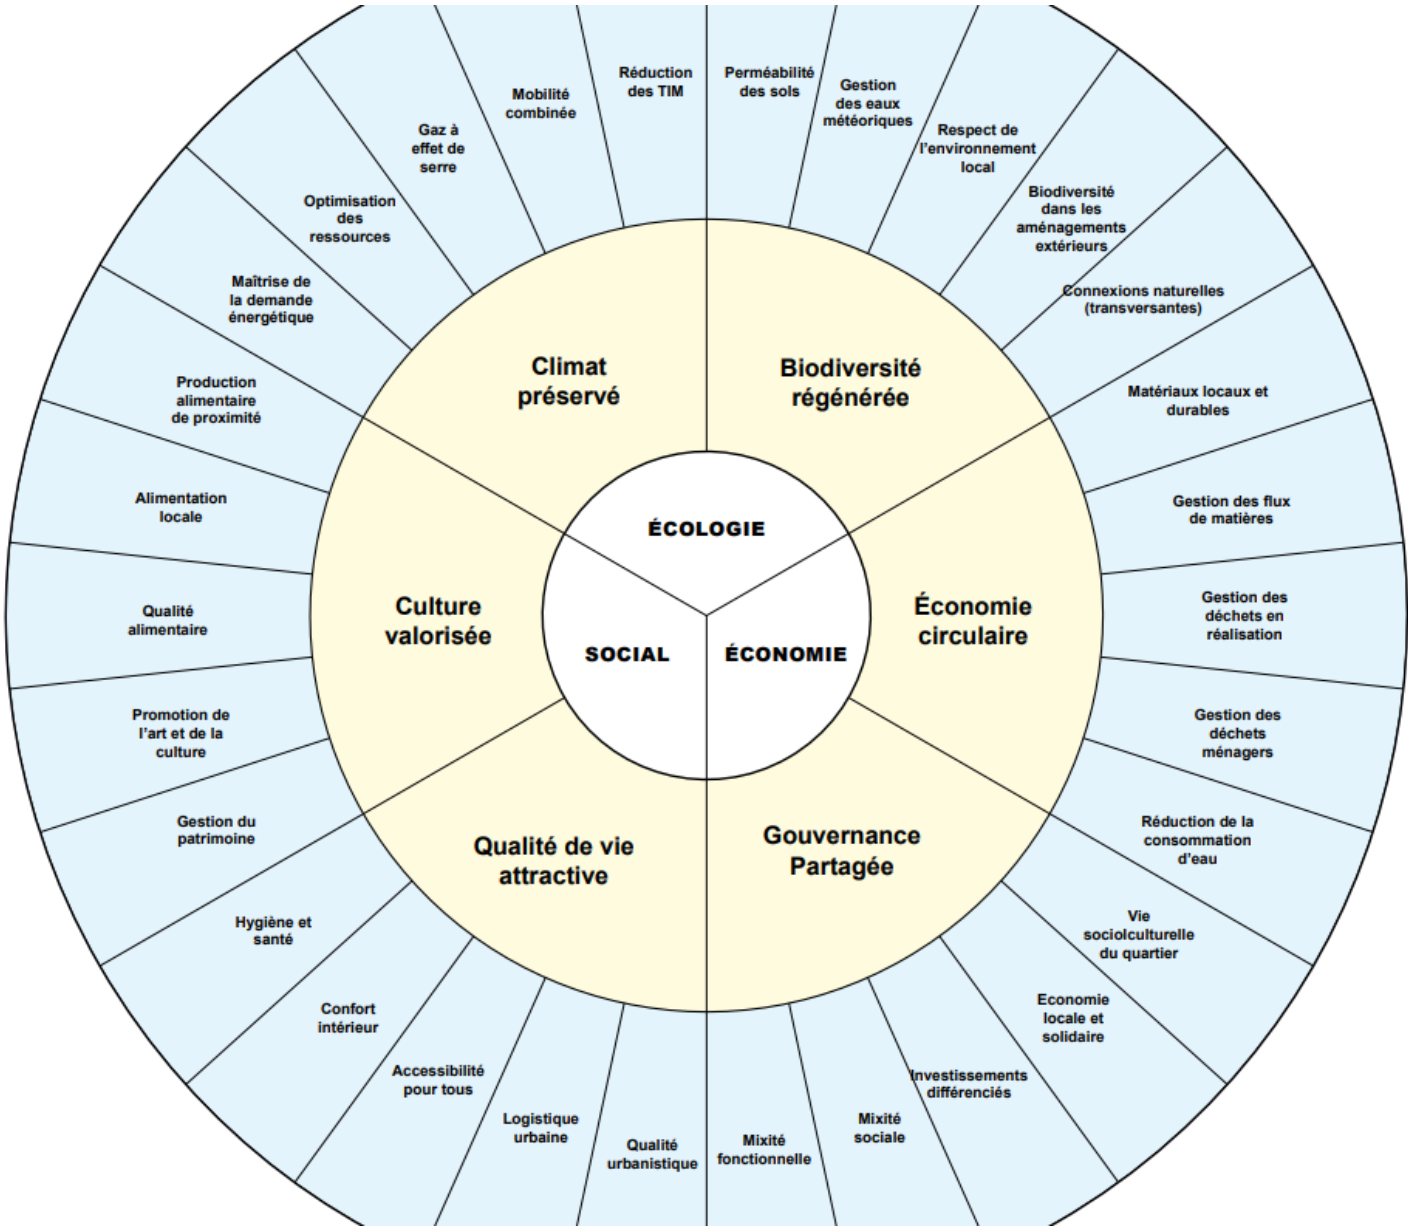 Réduction
des TIM
Perméabilité
des sols
Mobilité
combinée
Gestion
des eaux
météoriques
Gaz à
effet de
serre
Respect de
l'environnement
local
Optimisation
des
ressources
Biodiversité
dans les
aménagements
extérieurs
Maîtrise de
la demande
énergétique
Connexions naturelles
(transversantes)
Climat
préservé
Biodiversité
régénérée
Production
alimentaire
de proximité
Matériaux locaux et
durables
Alimentation
locale
Gestion des flux
de matières
ÉCOLOGIE
Qualité
alimentaire
Culture
valorisée
Économie
circulaire
Gestion des
déchets en
réalisation
SOCIAL
ÉCONOMIE
Promotion de
l'art et de la
culture
Gestion des
déchets
ménagers
Gestion du
patrimoine
Réduction de la
consommation
d'eau
Qualité de vie
attractive
Gouvernance
Partagée
Hygiène et
santé
Vie
sociolculturelle
du quartier
Confort
intérieur
Economie
locale et
solidaire
Accessibilité
pour tous
Investissements
différenciés
Logistique
urbaine
Mixité
sociale
Qualité
urbanistique
Mixité
fonctionnelle